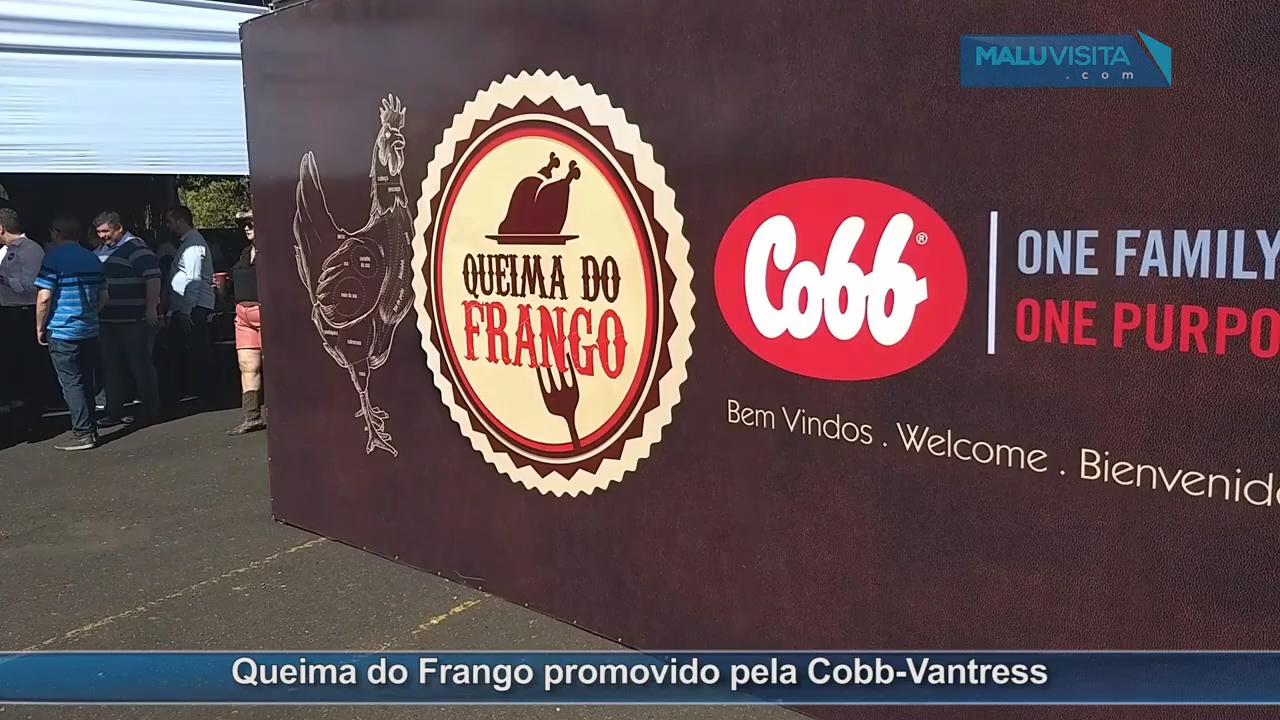 MALUVISITA
.com
QUEIMA DO
FRANGO
Cobb®
ONE FAMILY
ONE PURPO
Bem Vindos . Welcome . Bienvenido
Queima do Frango promovido pela Cobb-Vantress